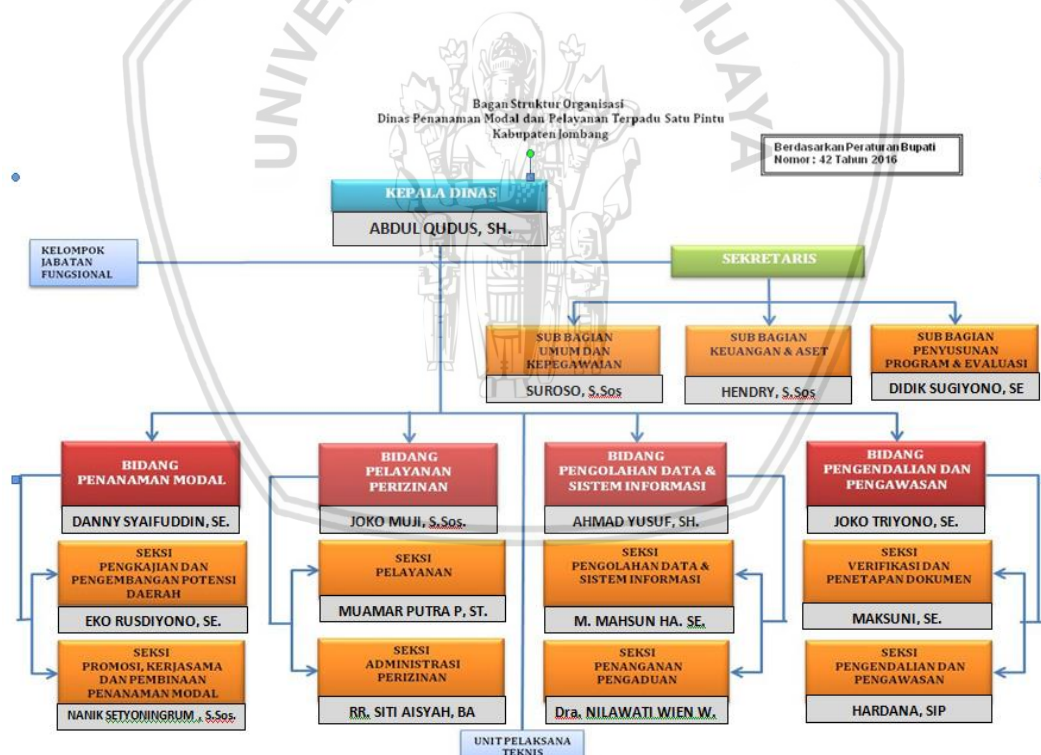 Bagan Struktur Organisasi
Dinas Penanaman Modal dan Pelayanan Terpadu Satu Pintu
Kabupaten Jombang
Berdasarkan Peraturan Bupati
Nomor : 42 Tahun 2016
KEPALA DINAS
ABDUL QUDUS, SH.
KELOMPOK
JABATAN
FUNGSIONAL
SEKRETARIS
SUB BAGIAN
UMUM DAN
KEPEGAWAIAN
SUROSO, S.Sos
SUB BAGIAN
KEUANGAN & ASET
HENDRY, S.Sos
SUB BAGIAN
PENYUSUNAN
PROGRAM & EVALUASI
DIDIK SUGIYONO, SE
BIDANG
PENANAMAN MODAL
DANNY SYAIFUDDIN, SE.
BIDANG
PELAYANAN
PERIZINAN
JOKO MUJI, S.Sos.
BIDANG
PENGOLAHAN DATA &
SISTEM INFORMASI
AHMAD YUSUF, SH.
BIDANG
PENGENDALIAN DAN
PENGAWASAN
JOKO TRIYONO, SE.
SEKSI
PENGKAJIAN DAN
PENGEMBANGAN POTENSI
DAERAH
EKO RUSDIYONO, SE.
SEKSI
PELAYANAN
MUAMAR PUTRA P, ST.
SEKSI
PENGOLAHAN DATA &
SISTEM INFORMASI
M. MAHSUN HA. SE,
SEKSI
VERIFIKASI DAN
PENETAPAN DOKUMEN
MAKSUNI, SE.
SEKSI
PROMOSI, KERJASAMA
DAN PEMBINAAN
PENANAMAN MODAL
NANIK SETYONINGRUM , S.Sos.
SEKSI
ADMINISTRASI
PERIZINAN
RR. SITI AISYAH, BA
SEKSI
PENANGANAN
PENGADUAN
Dra, NILAWATI WIEN W.
SEKSI
PENGENDALIAN DAN
PENGAWASAN
HARDANA, SIP
UNIT PELAKSANA
TEKNIS